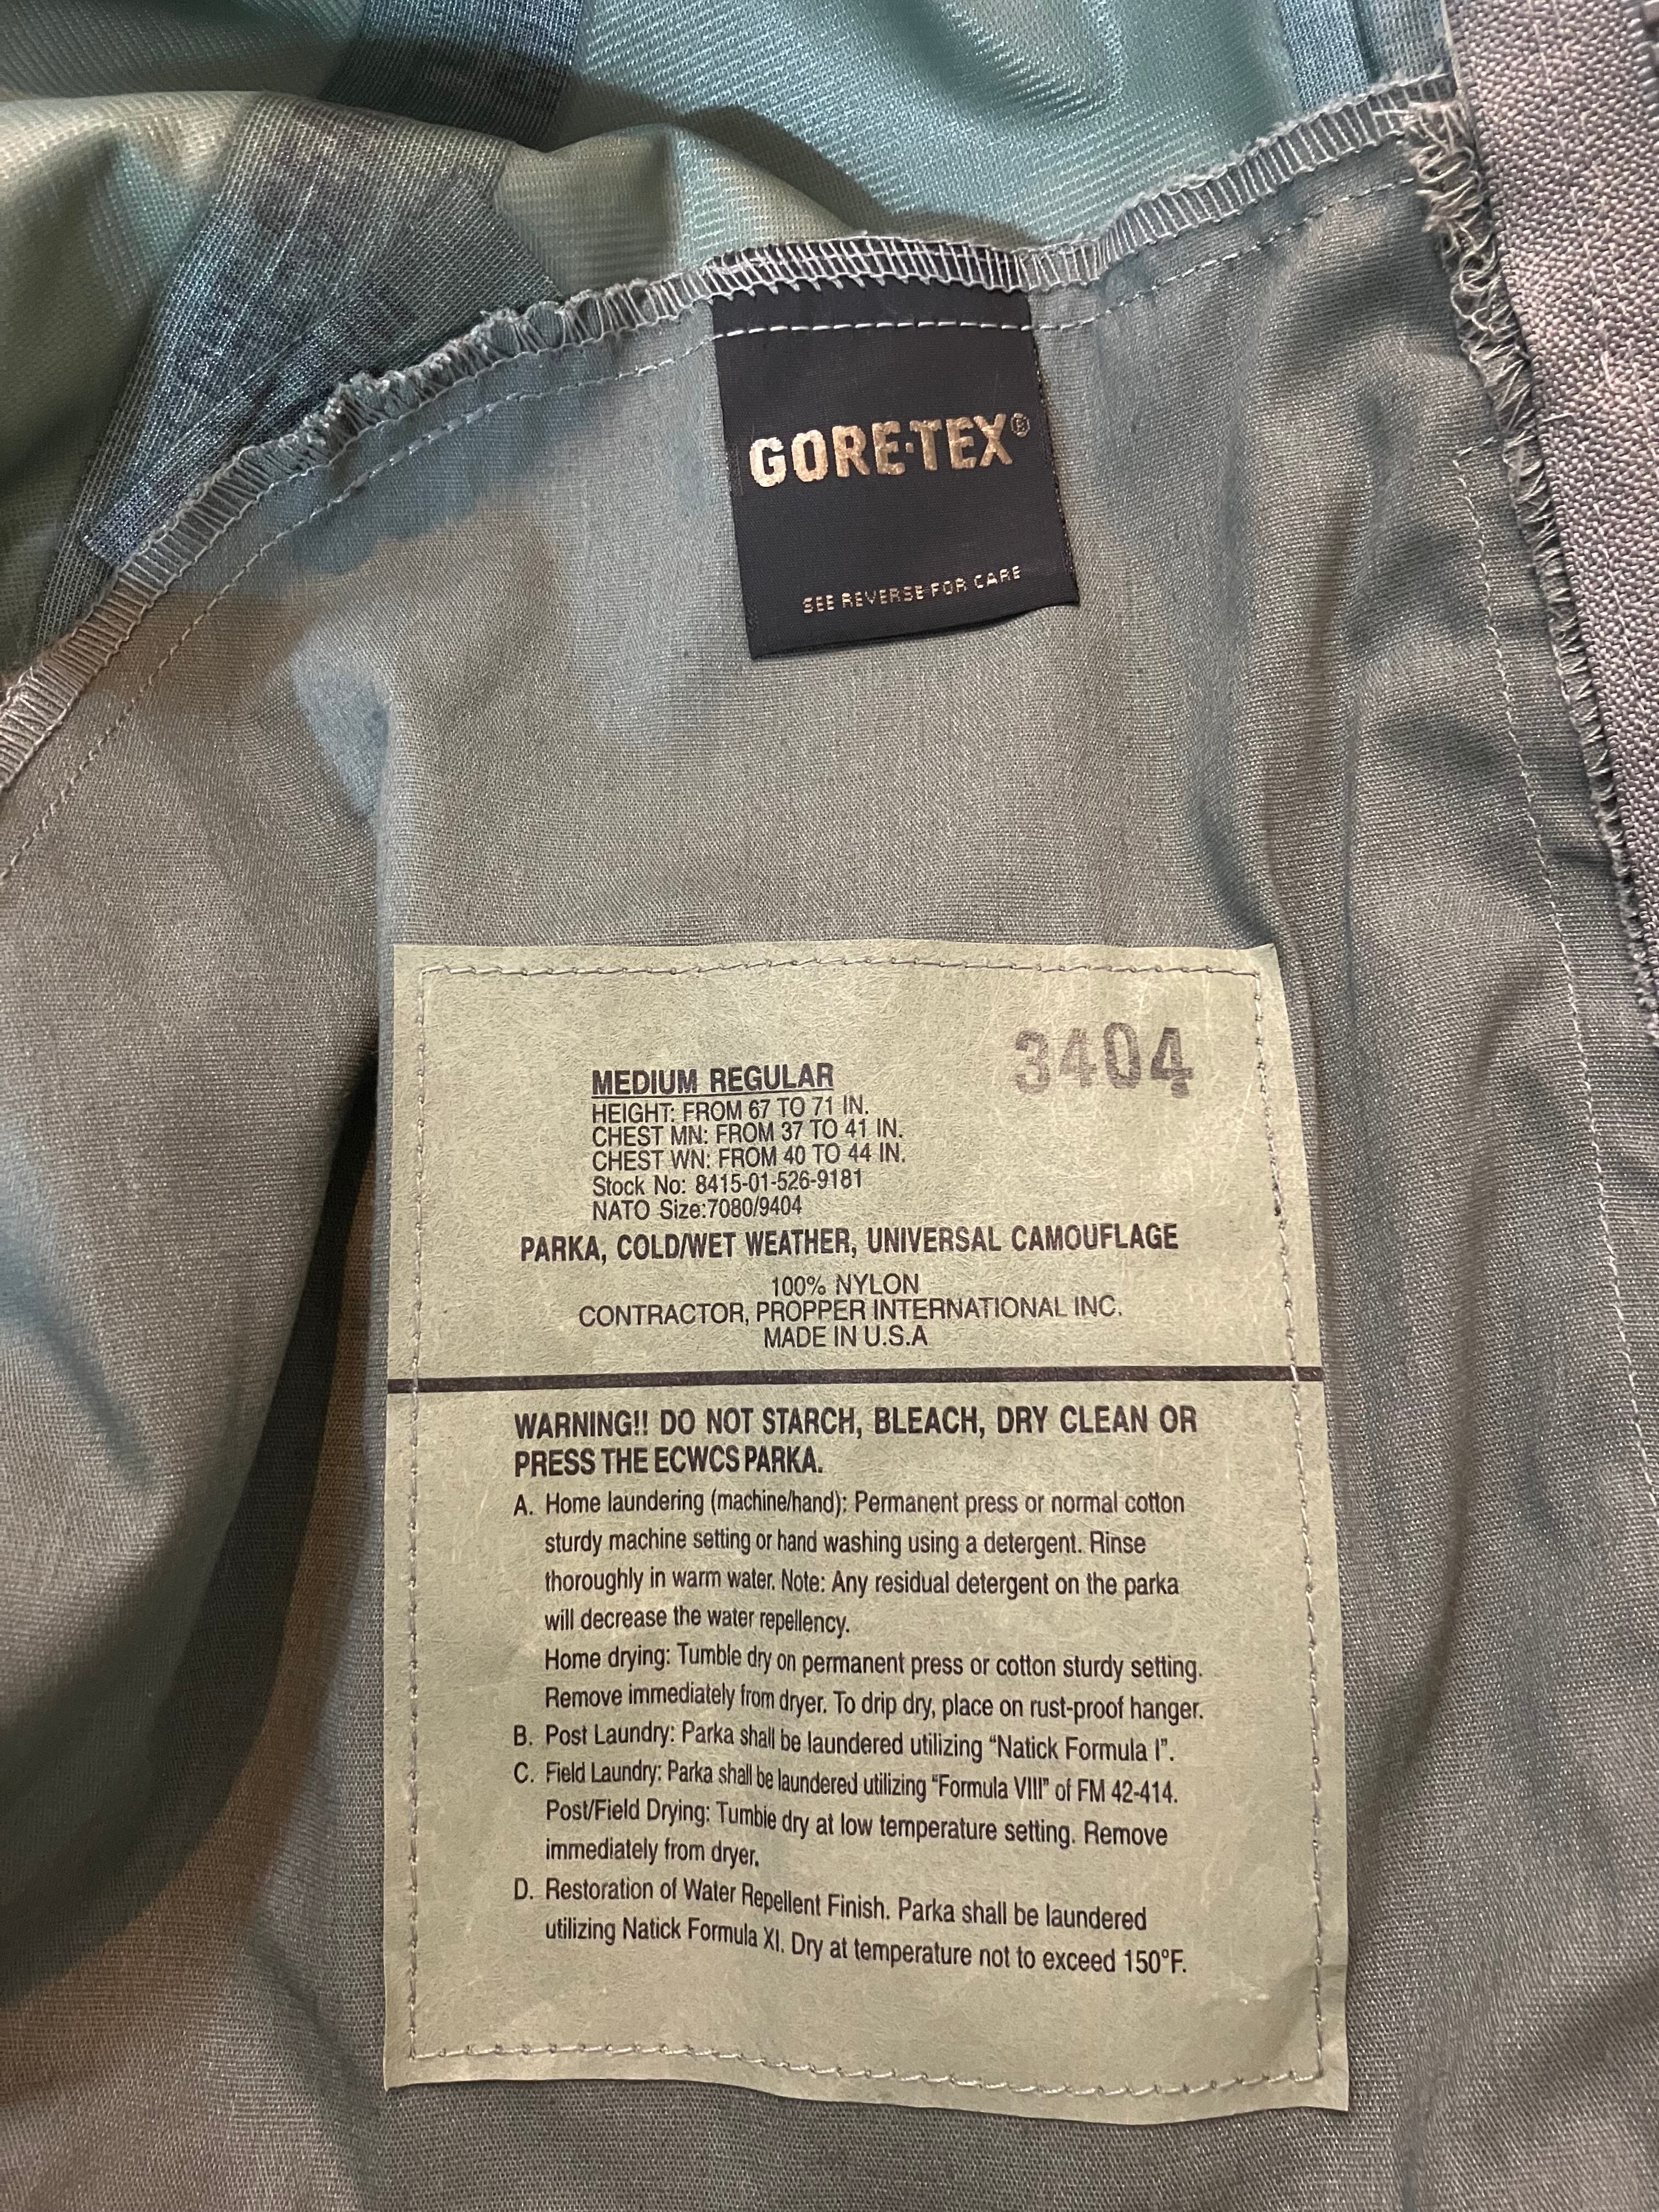 GORE-TEX®
SEE REVERSE FOR CARE
3404
MEDIUM REGULAR
HEIGHT: FROM 67 TO 71 IN.
CHEST MN: FROM 37 TO 41 IN.
CHEST WN: FROM 40 TO 44 IN.
Stock No: 8415-01-526-9181
NATO Size:7080/9404
PARKA, COLD/WET WEATHER, UNIVERSAL CAMOUFLAGE
100% NYLON
CONTRACTOR, PROPPER INTERNATIONAL INC.
MADE IN U.S.A
WARNING!! DO NOT STARCH, BLEACH, DRY CLEAN OR
PRESS THE ECWCS PARKA.
A. Home laundering (machine/hand): Permanent press or normal cotton
sturdy machine setting or hand washing using a detergent. Rinse
thoroughly in warm water. Note: Any residual detergent on the parka
will decrease the water repellency.
Home drying: Tumble dry on permanent press or cotton sturdy setting.
Remove immediately from dryer. To drip dry, place on rust-proof hanger.
B. Post Laundry: Parka shall be laundered utilizing “Natick Formula I”.
C. Field Laundry: Parka shall be laundered utilizing “Formula VIII” of FM 42-414.
Post/Field Drying: Tumble dry at low temperature setting. Remove
immediately from dryer.
D. Restoration of Water Repellent Finish. Parka shall be laundered
utilizing Natick Formula XI. Dry at temperature not to exceed 150°F.